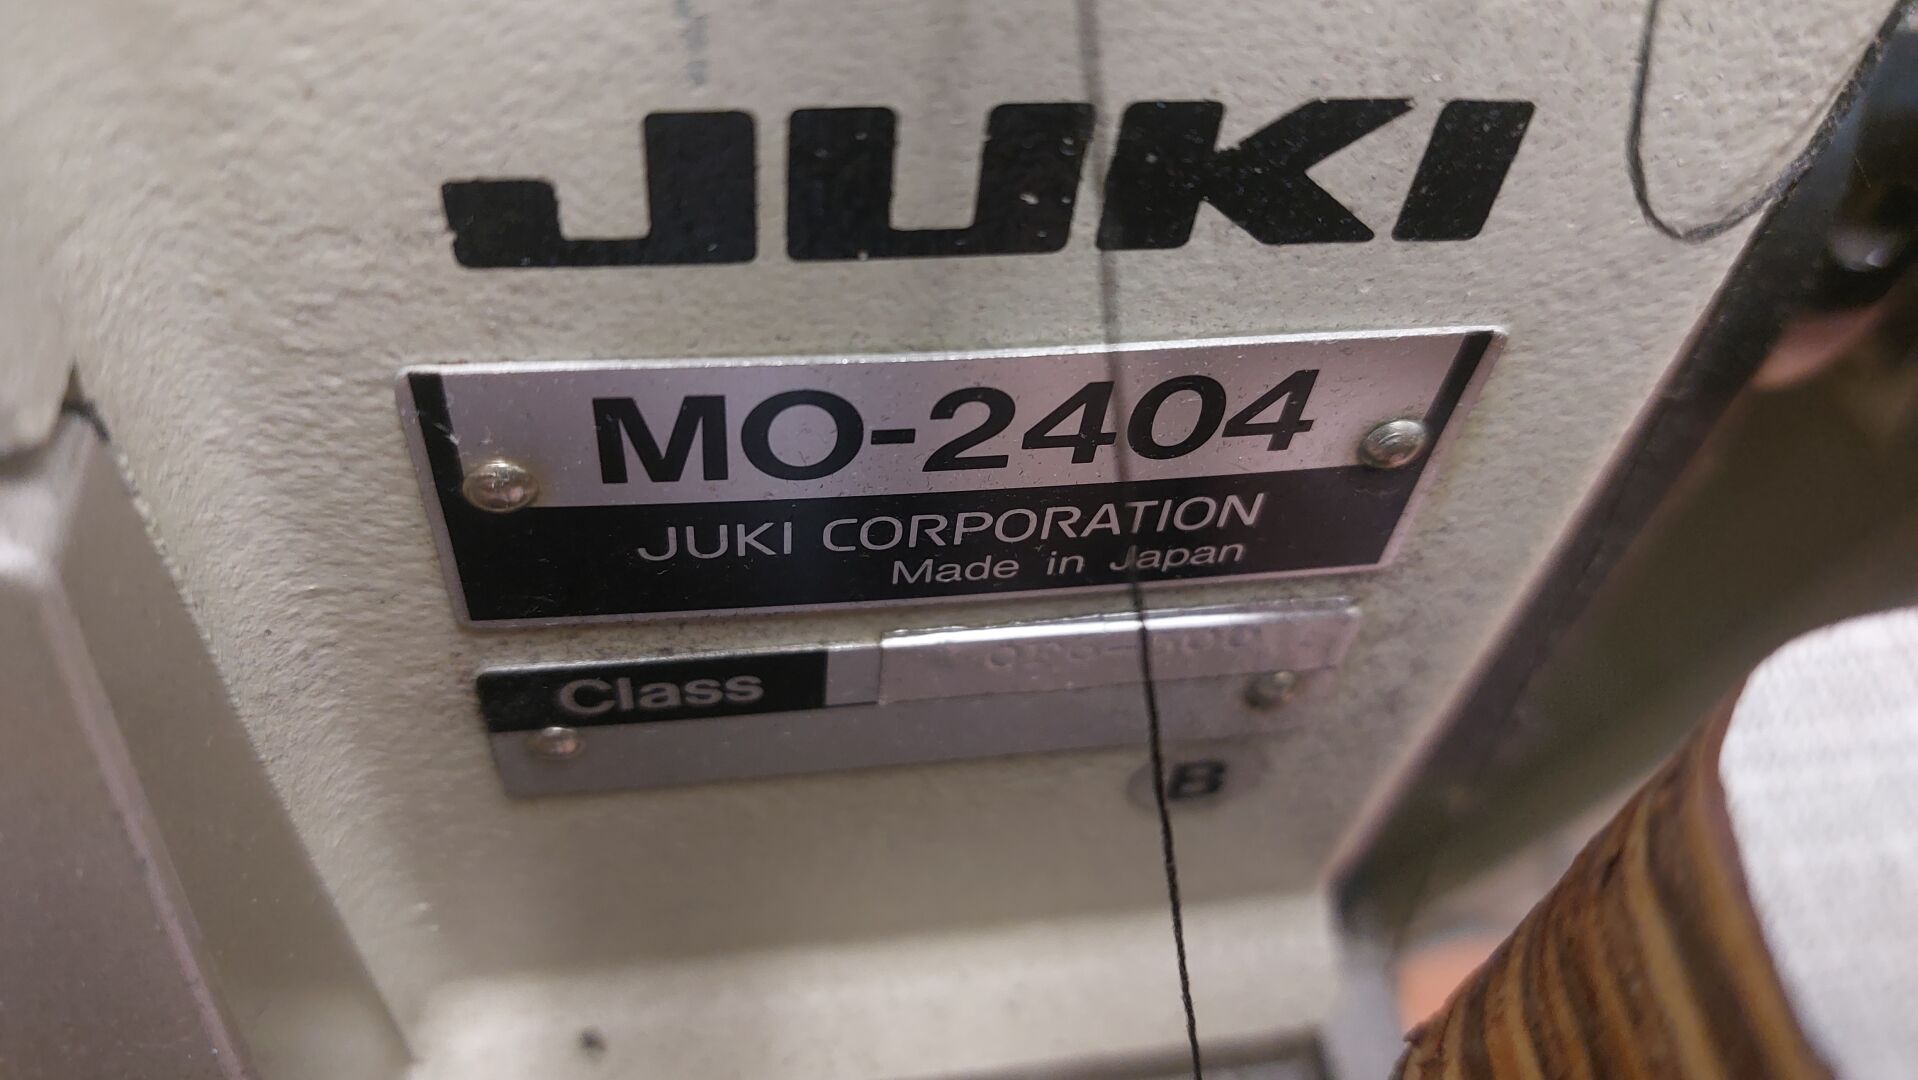 JUKI
MO-2404
JUKI CORPORATION
Made in Japan
Class
B